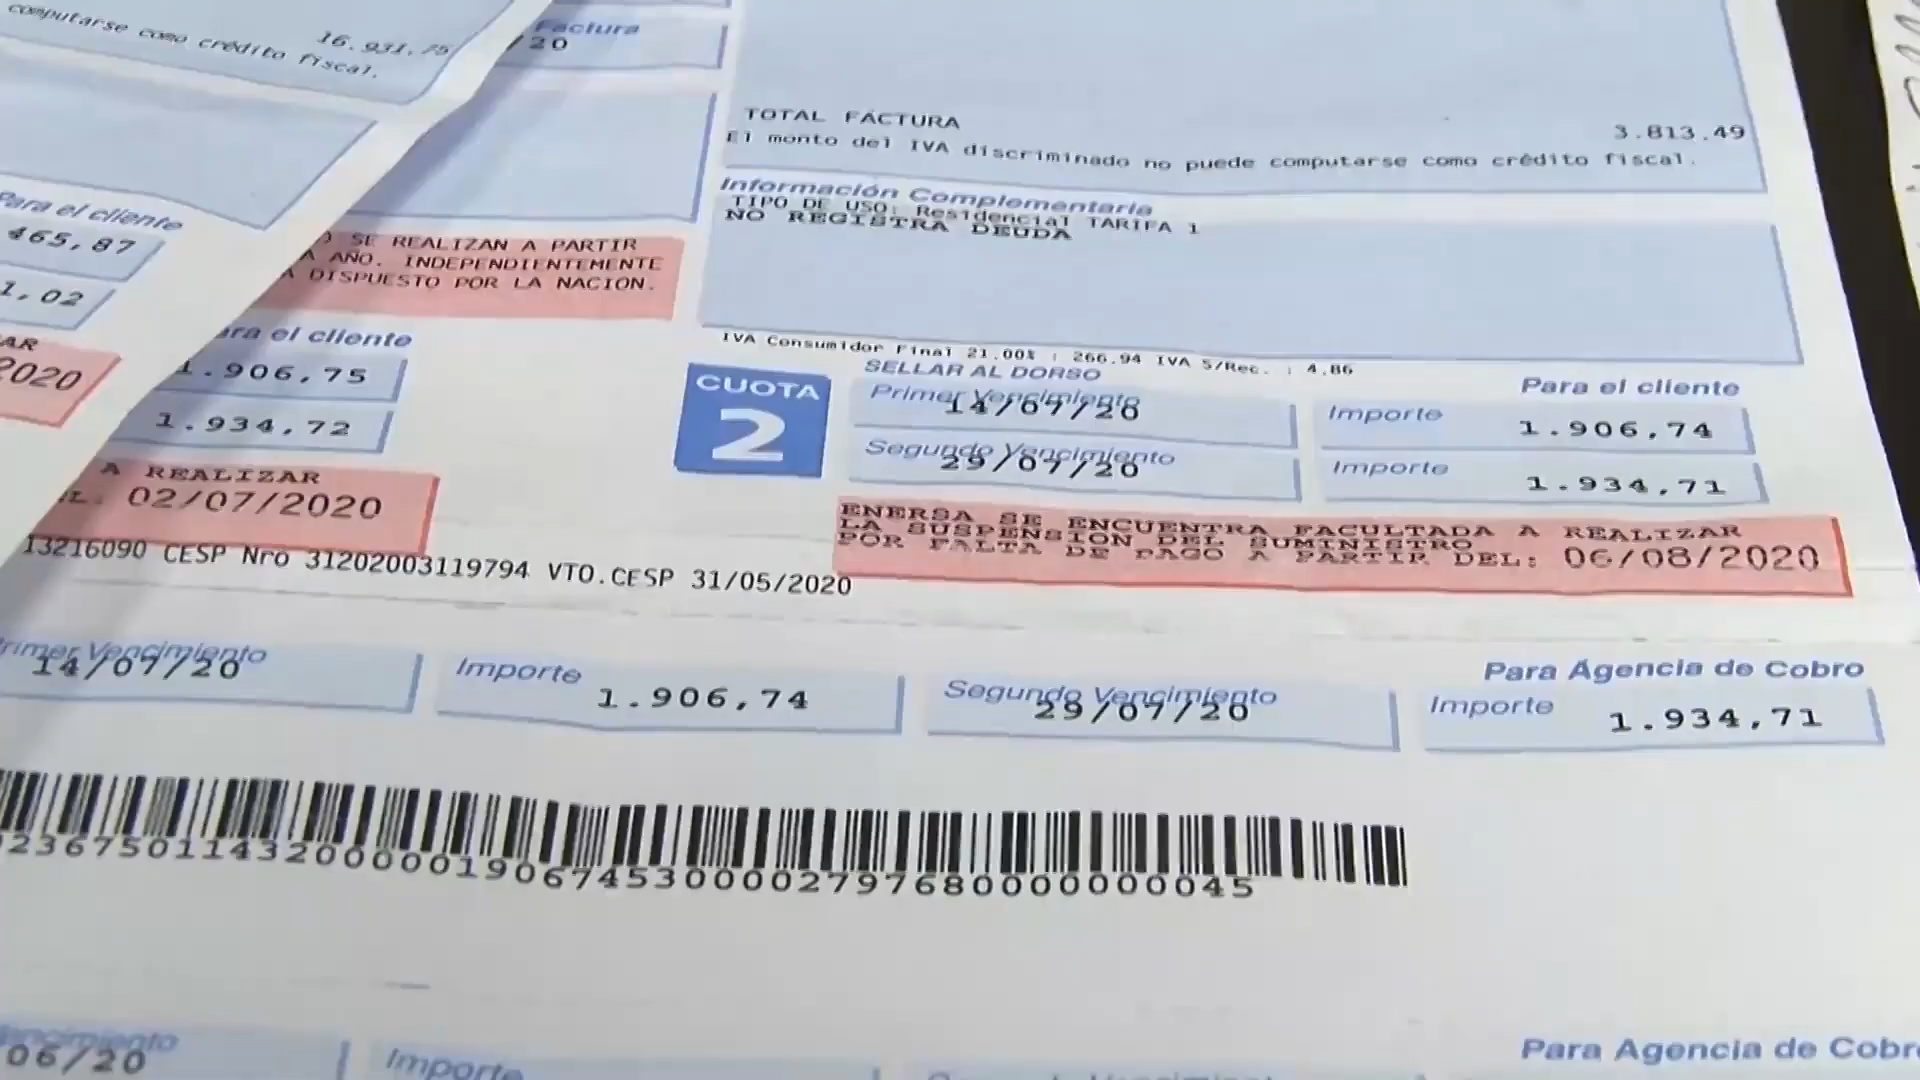 16.931,75
computarse como crédito fiscal.
Factura
/20
TOTAL FACTURA 3.813.49
El monto del IVA discriminado no puede computarse como crédito fiscal.
Información Complementaria
TIPO DE USO: Residencial TARIFA 1
NO REGISTRA DEUDA
Para el cliente
465,87
1,02
AR
2020
) SE REALIZAN A PARTIR
A AÑO. INDEPENDIENTEMENTE
A DISPUESTO POR LA NACION.
ara el cliente
1.906,75
1.934,72
A REALIZAR
EL: 02/07/2020
IVA Consumidor Final 21.00% : 266.94 IVA S/Rec. : 4.86
CUOTA
2
SELLAR AL DORSO
Para el cliente
Primer Vencimiento
14/07/20
Importe 1.906,74
Segundo Vencimiento
29/07/20
Importe 1.934,71
ENERSA SE ENCUENTRA FACULTADA A REALIZAR
LA SUSPENSION DEL SUMINISTRO
POR FALTA DE PAGO A PARTIR DEL: 06/08/2020
13216090 CESP Nro 31202003119794 VTO.CESP 31/05/2020
Para Agencia de Cobro
Primer Vencimiento
14/07/20
Importe 1.906,74
Segundo Vencimiento
29/07/20
Importe 1.934,71
23675011432000001906745300002797680000000045
Vencimiento
06/20
Importe
Para Agencia de Cobro